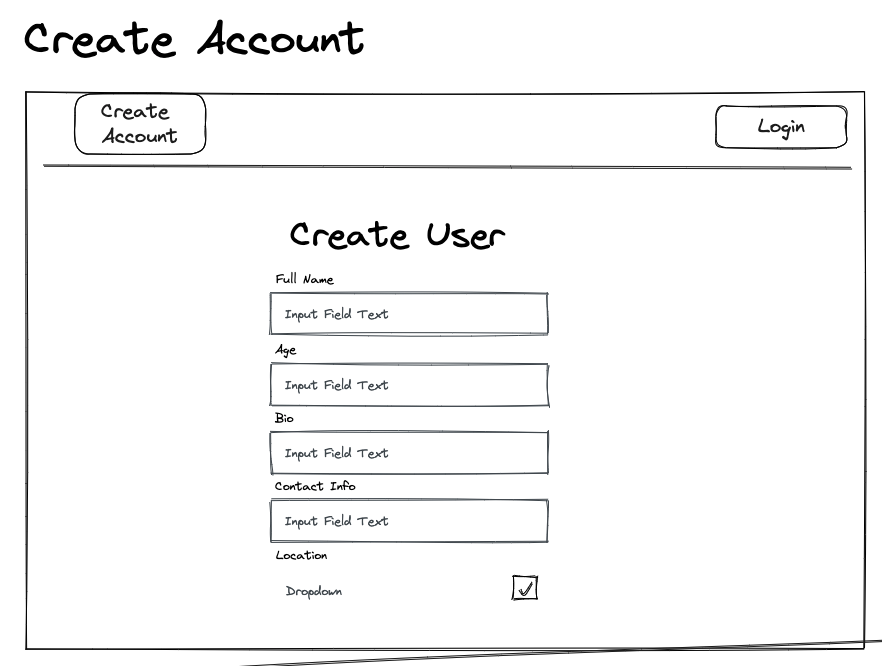 Create Account
Create
Account
Login
Create User
Full Name
Input Field Text
Age
Input Field Text
Bio
Input Field Text
Contact Info
Input Field Text
Location
Dropdown